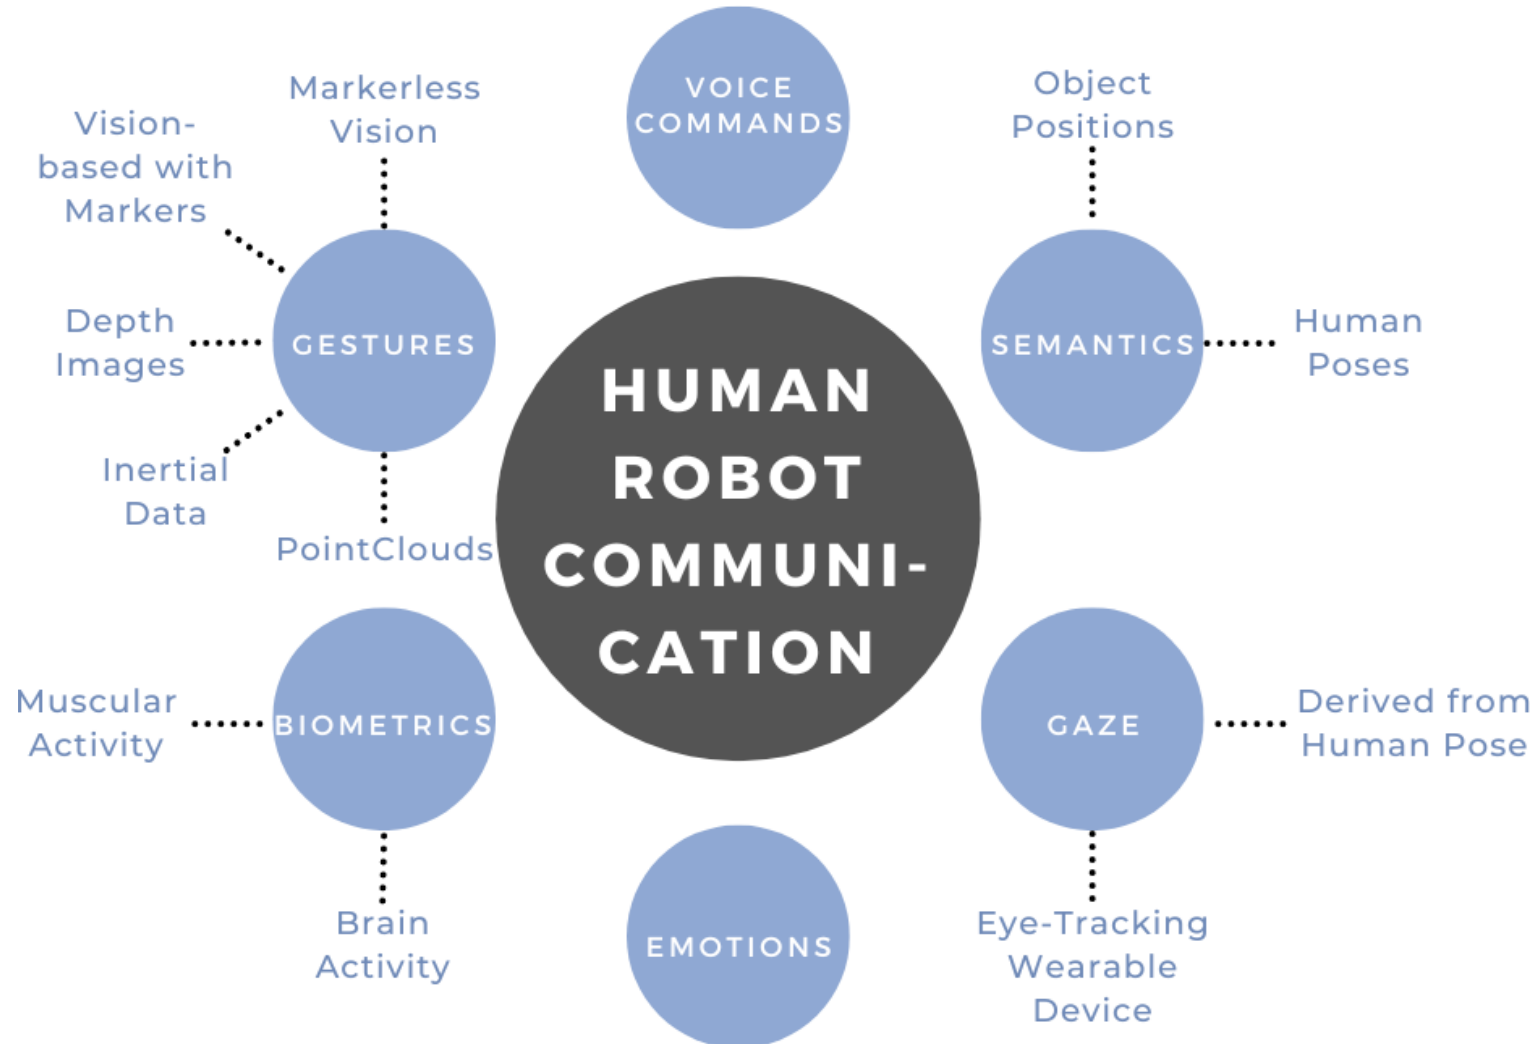 VOICE
COMMANDS
Markerless
Vision
Vision-
based with
Markers
Depth
Images
Inertial
Data
PointClouds
GESTURES
Object
Positions
SEMANTICS
Human
Poses
HUMAN
ROBOT
COMMUNI-
CATION
Muscular
Activity
BIOMETRICS
Brain
Activity
EMOTIONS
GAZE
Derived from
Human Pose
Eye-Tracking
Wearable
Device